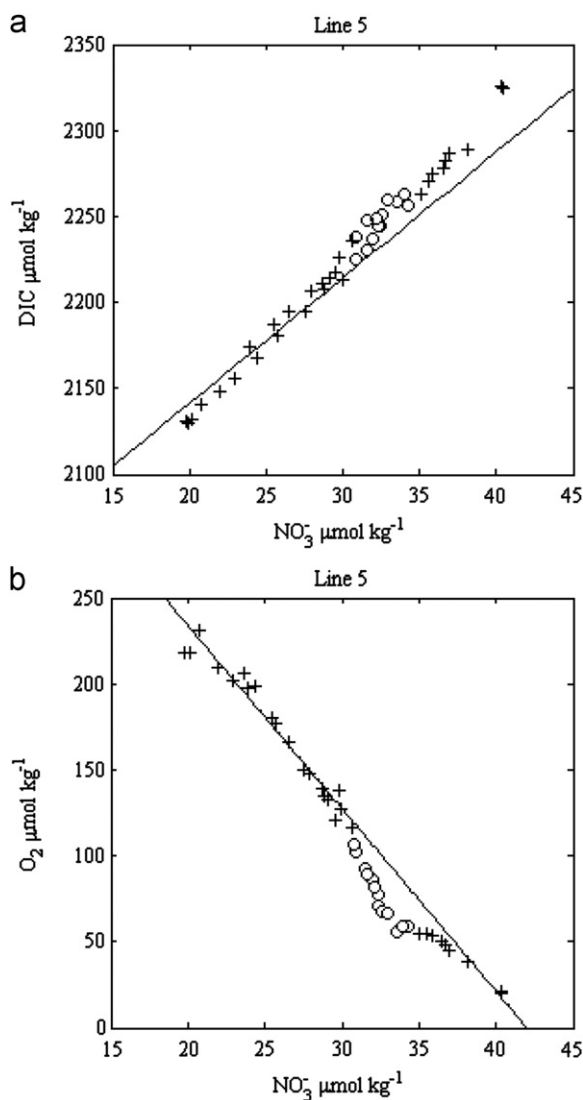 a
Line 5
2350
2300
2250
2200
2150
2100
DIC μmol kg⁻¹
15 20 25 30 35 40 45
NO₃⁻ μmol kg⁻¹
b
Line 5
250
200
150
100
50
0
O₂ μmol kg⁻¹
15 20 25 30 35 40 45
NO₃⁻ μmol kg⁻¹